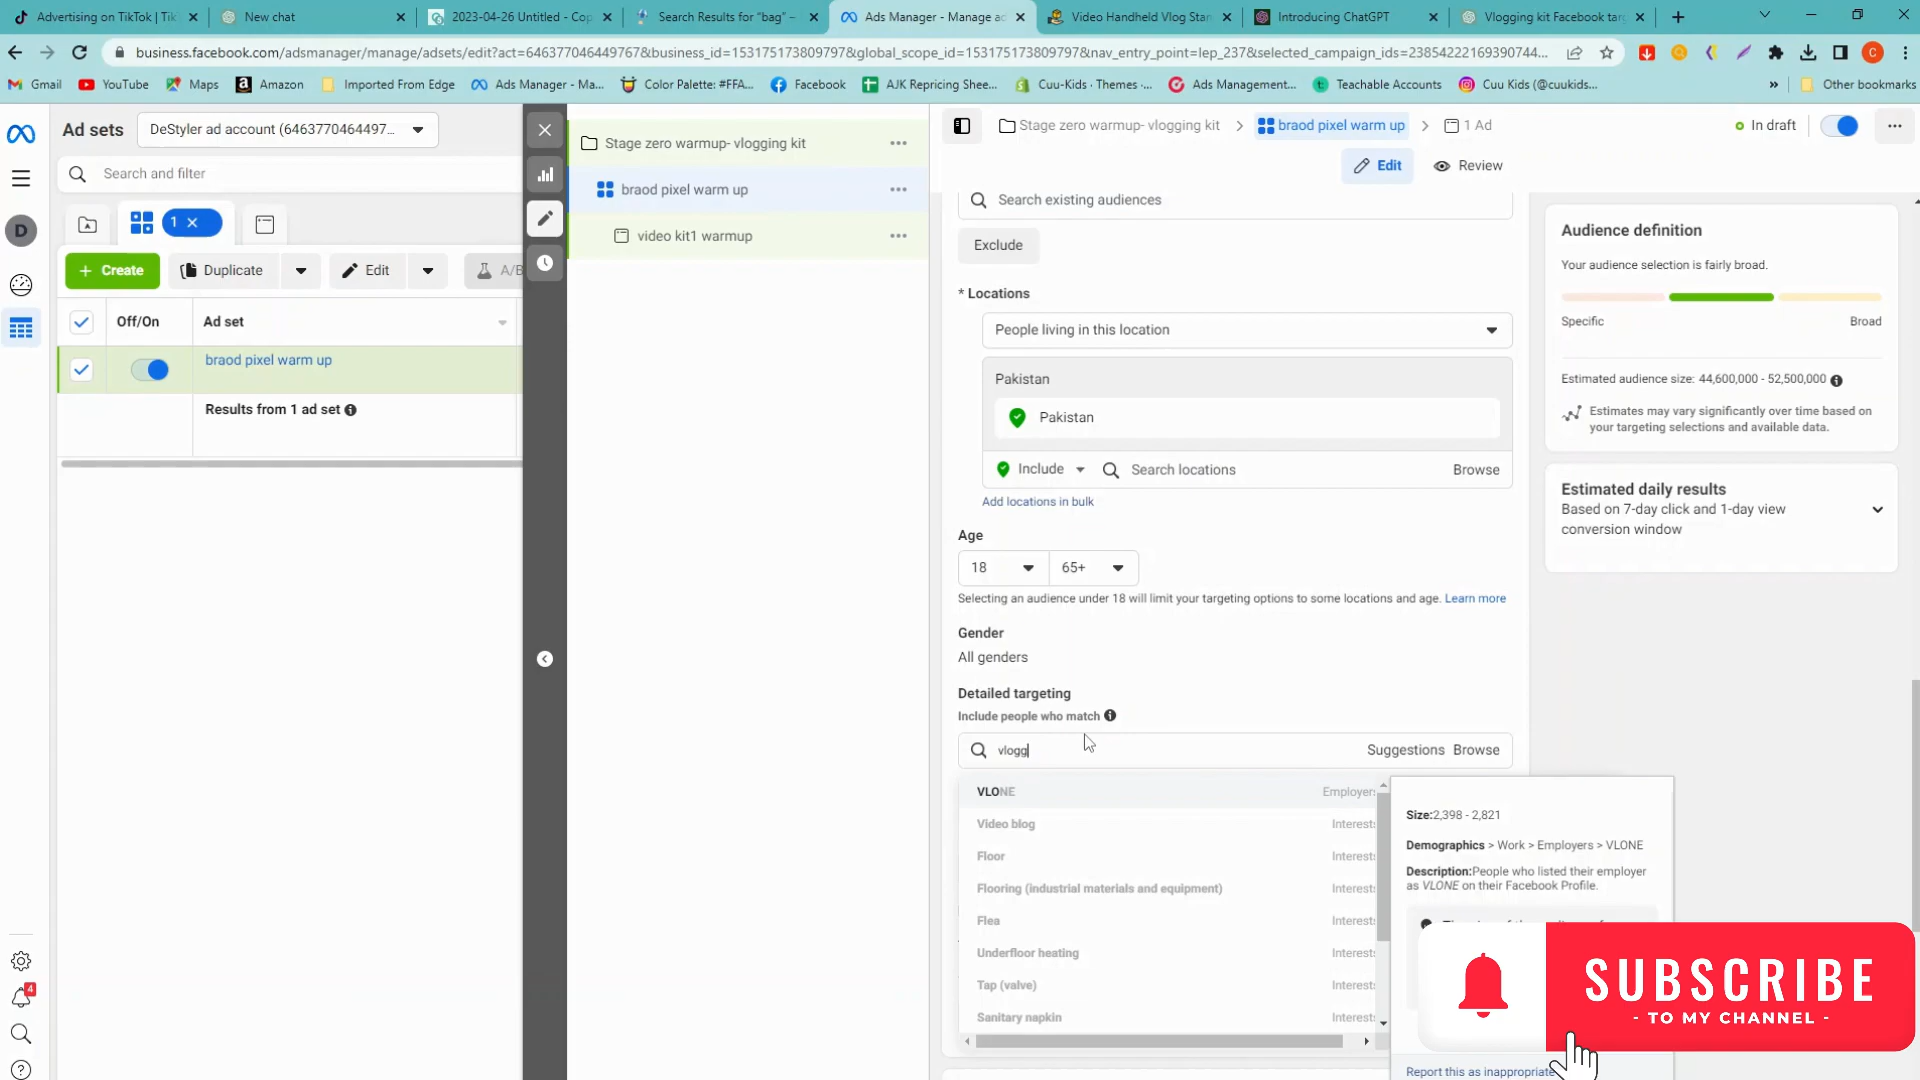 Advertising on TikTok | Tik
New chat
2023-04-26 Untitled - Cop
Search Results for "bag" –
Ads Manager - Manage ad
Video Handheld Vlog Star
Introducing ChatGPT
Vlogging kit Facebook targ
business.facebook.com/adsmanager/manage/adsets/edit?act=646377046449767&business_id=153175173809797&global_scope_id=153175173809797&nav_entry_point=lep_237&selected_campaign_ids=23854222169390744...
C
Gmail
YouTube
Maps
Amazon
Imported From Edge
Ads Manager - Ma...
Color Palette: #FFA...
Facebook
AJK Repricing Shee...
Cuu-Kids · Themes ·...
Ads Management...
Teachable Accounts
Cuu Kids (@cuukids...
»
Other bookmarks
Ad sets
DeStyler ad account (6463770464497...
Search and filter
D
1
Create
Duplicate
Edit
A/B
Off/On
Ad set
braod pixel warm up
Results from 1 ad set
4
Stage zero warmup- vlogging kit
braod pixel warm up
video kit1 warmup
Stage zero warmup- vlogging kit
braod pixel warm up
1 Ad
In draft
Edit
Review
Search existing audiences
Exclude
* Locations
People living in this location
Pakistan
Pakistan
Include
Search locations
Browse
Add locations in bulk
Age
18
65+
Selecting an audience under 18 will limit your targeting options to some locations and age. Learn more
Gender
All genders
Detailed targeting
Include people who match
vlogg
Suggestions
Browse
VLONE
Employers
Video blog
Interests
Floor
Interests
Flooring (industrial materials and equipment)
Interests
Flea
Interests
Underfloor heating
Interests
Tap (valve)
Interests
Sanitary napkin
Interests
Size:2,398 - 2,821
Demographics > Work > Employers > VLONE
Description:People who listed their employer
as VLONE on their Facebook Profile.
Report this as inappropriate
Audience definition
Your audience selection is fairly broad.
Specific
Broad
Estimated audience size: 44,600,000 - 52,500,000
Estimates may vary significantly over time based on
your targeting selections and available data.
Estimated daily results
Based on 7-day click and 1-day view
conversion window
SUBSCRIBE
- TO MY CHANNEL -